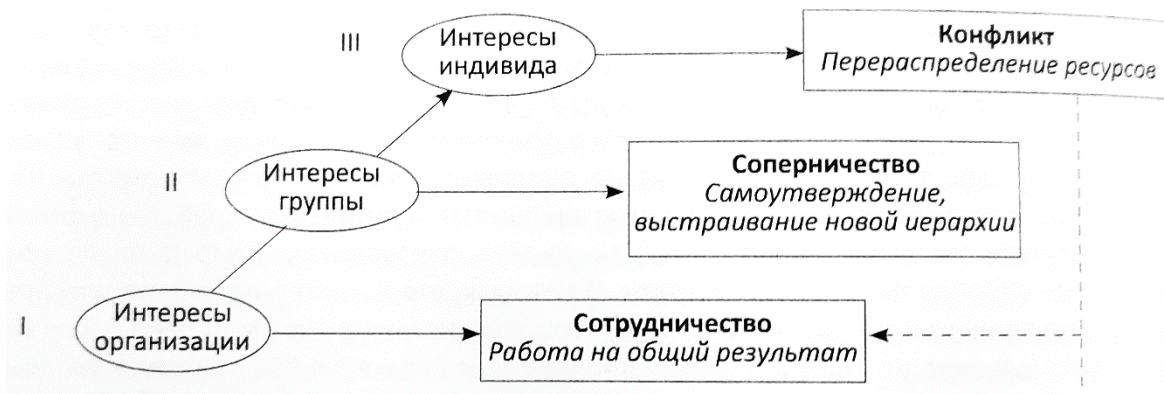 III
Интересы
индивида
Конфликт
Перераспределение ресурсов
II
Интересы
группы
Соперничество
Самоутверждение,
выстраивание новой иерархии
I
Интересы
организации
Сотрудничество
Работа на общий результат